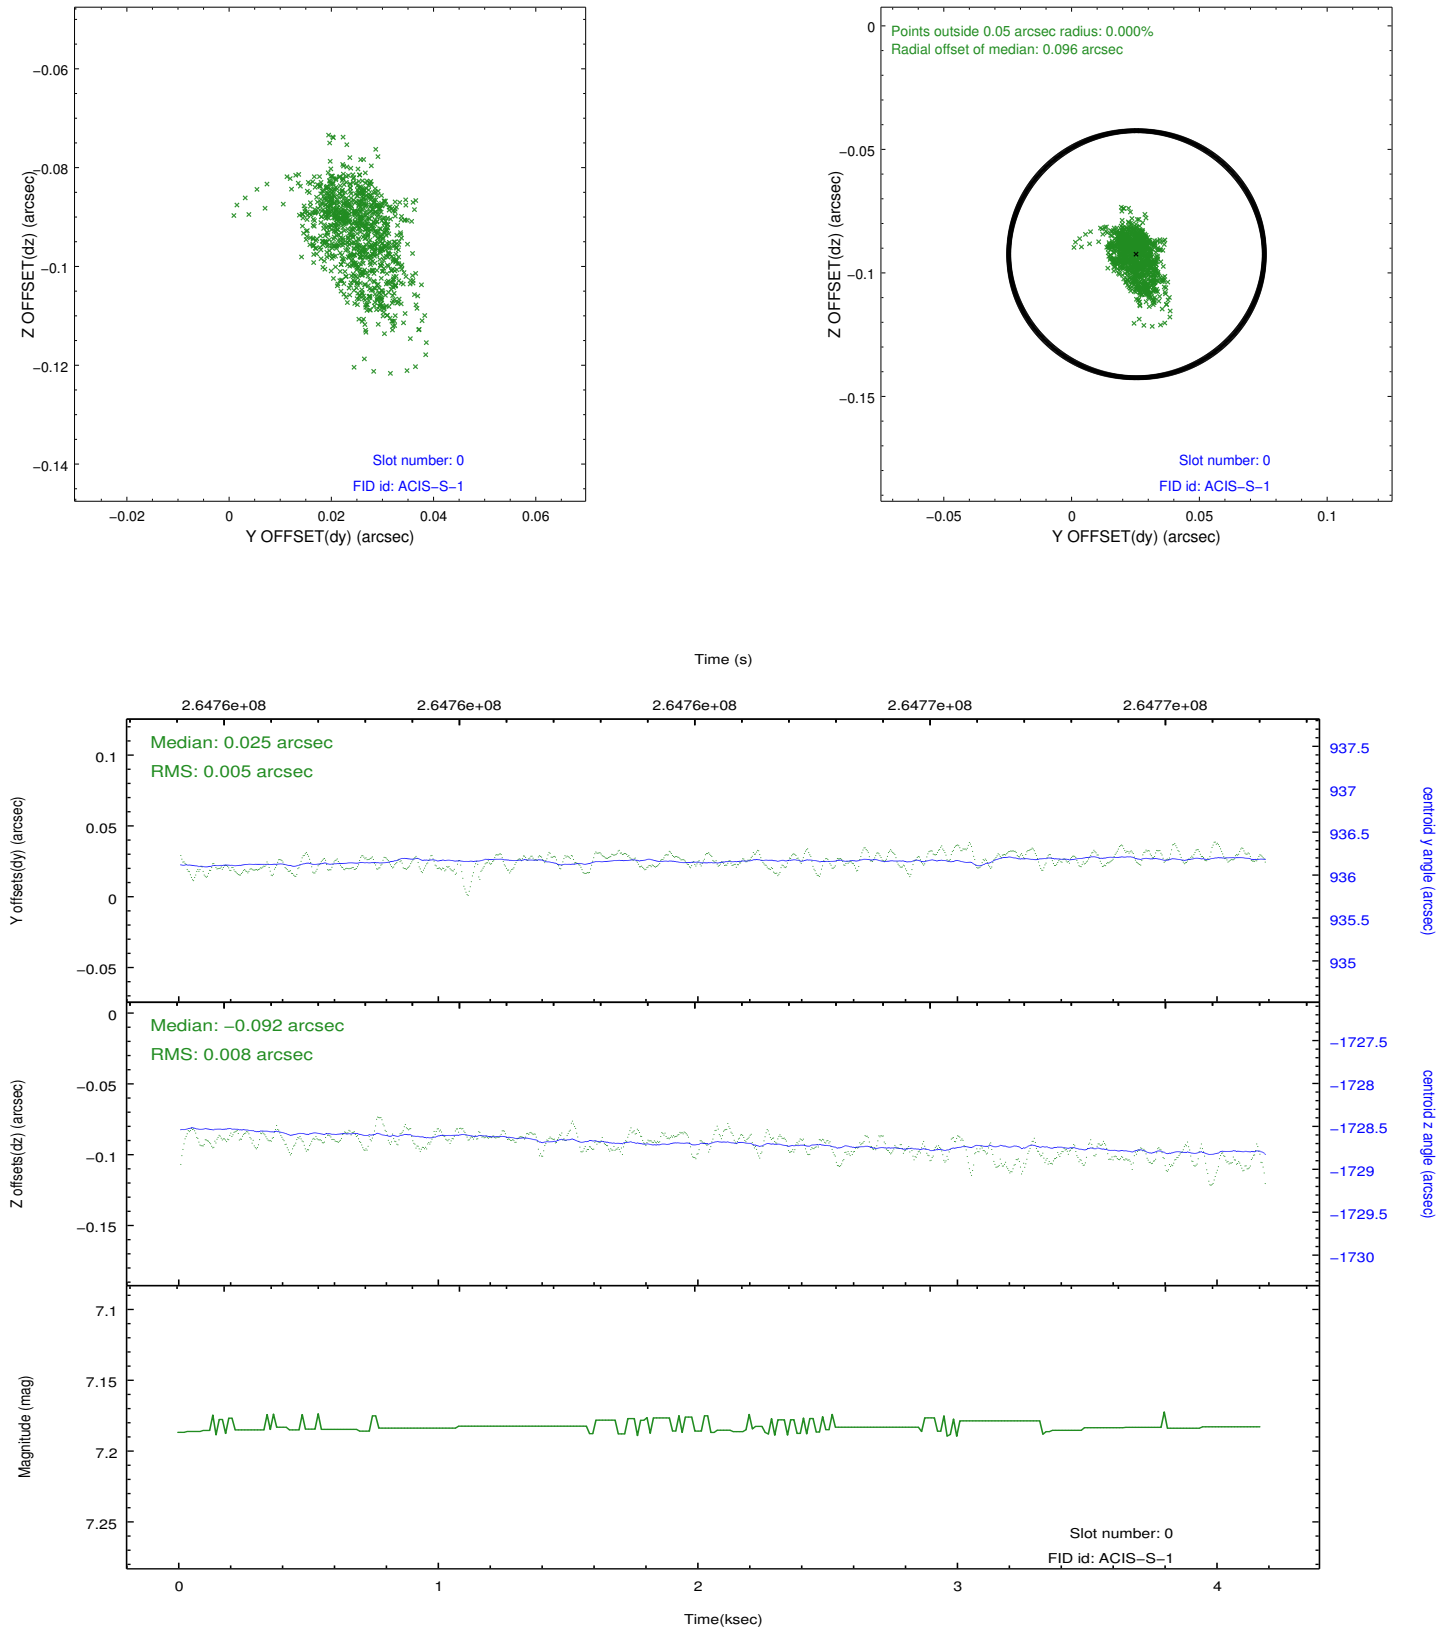 −0.06
−0.08
−0.1
−0.12
−0.14
Z OFFSET(dz) (arcsec)
Slot number: 0
FID id: ACIS−S−1
−0.02 0 0.02 0.04 0.06
Y OFFSET(dy) (arcsec)
Points outside 0.05 arcsec radius: 0.000%
Radial offset of median: 0.096 arcsec
0
−0.05
−0.1
−0.15
Z OFFSET(dz) (arcsec)
Slot number: 0
FID id: ACIS−S−1
−0.05 0 0.05 0.1
Y OFFSET(dy) (arcsec)
Time (s)
2.6476e+08 2.6476e+08 2.6476e+08 2.6477e+08 2.6477e+08
Median: 0.025 arcsec
RMS: 0.005 arcsec
0.1
0.05
0
−0.05
Y offsets(dy) (arcsec)
937.5
937
936.5
936
935.5
935
centroid y angle (arcsec)
Median: −0.092 arcsec
RMS: 0.008 arcsec
0
−0.05
−0.1
−0.15
Z offsets(dz) (arcsec)
−1727.5
−1728
−1728.5
−1729
−1729.5
−1730
centroid z angle (arcsec)
7.1
7.15
7.2
7.25
Magnitude (mag)
Slot number: 0
FID id: ACIS−S−1
0 1 2 3 4
Time(ksec)